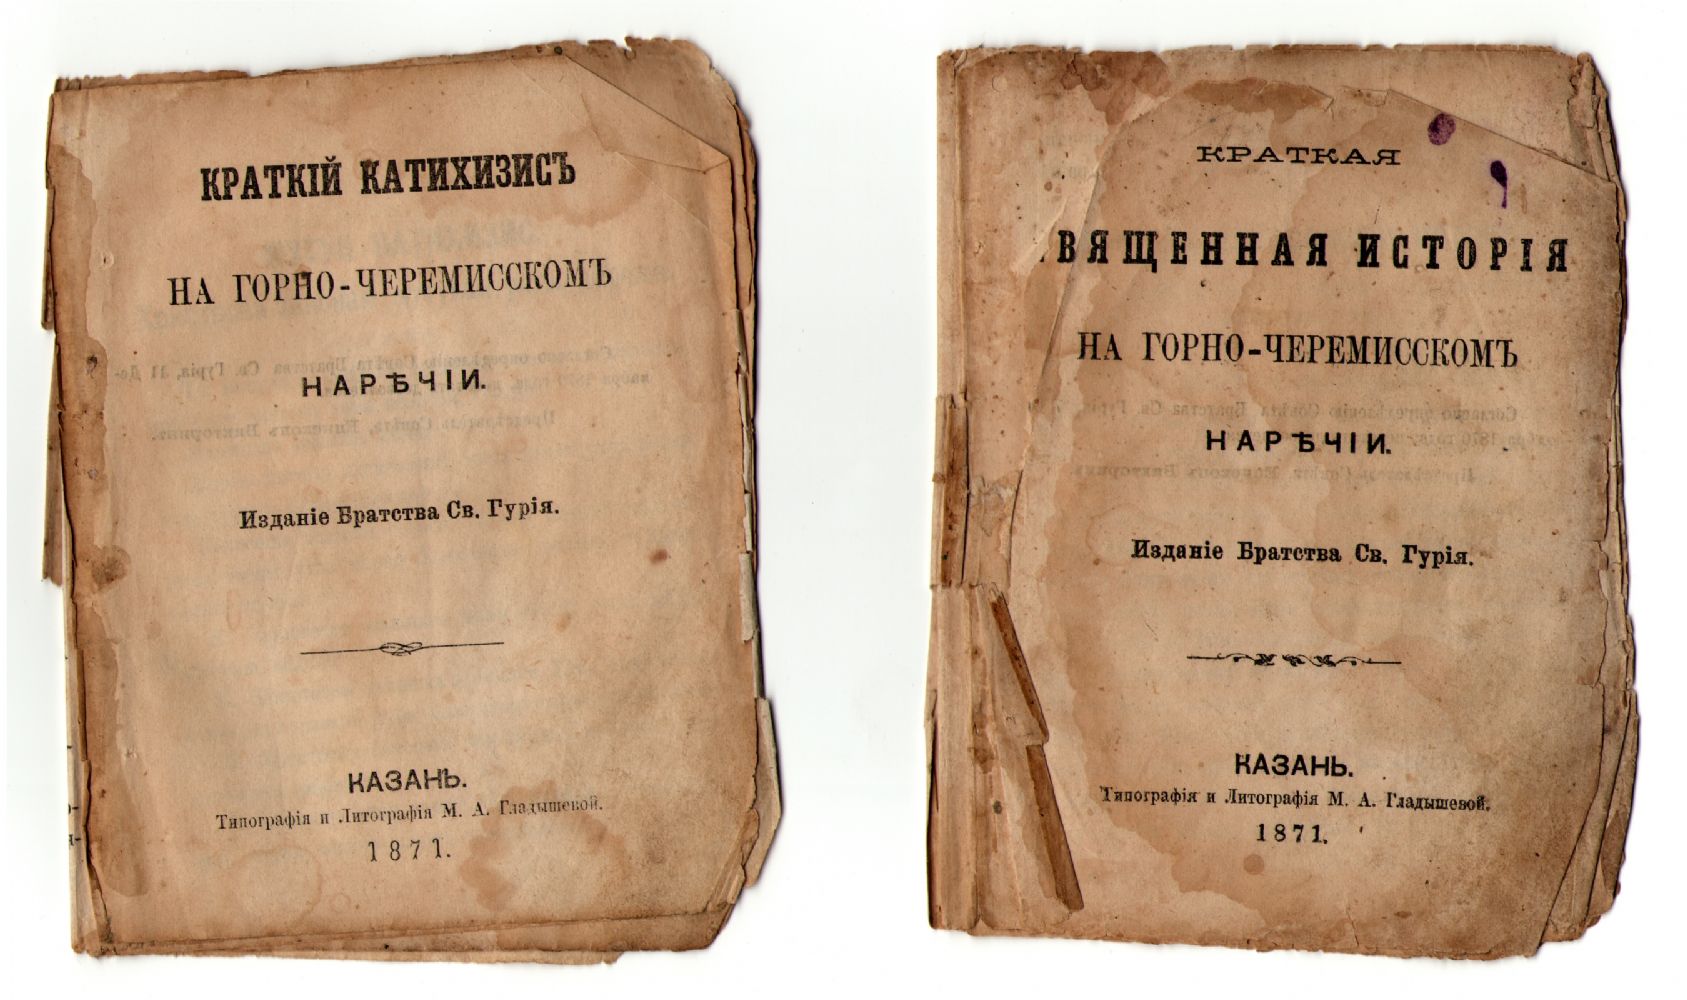 КРАТКІЙ КАТИХИЗИСЪ
НА ГОРНО-ЧЕРЕМИССКОМЪ
НАРѢЧІИ.
Изданіе Братства Св. Гурія.
КАЗАНЬ.
Типографія и Литографія М. А. Гладышевой.
1871.
КРАТКАЯ
ВЯЩЕННАЯ ИСТОРІЯ
НА ГОРНО-ЧЕРЕМИССКОМЪ
НАРѢЧІИ.
Изданіе Братства Св. Гурія.
КАЗАНЬ.
Типографія и Литографія М. А. Гладышевой.
1871.